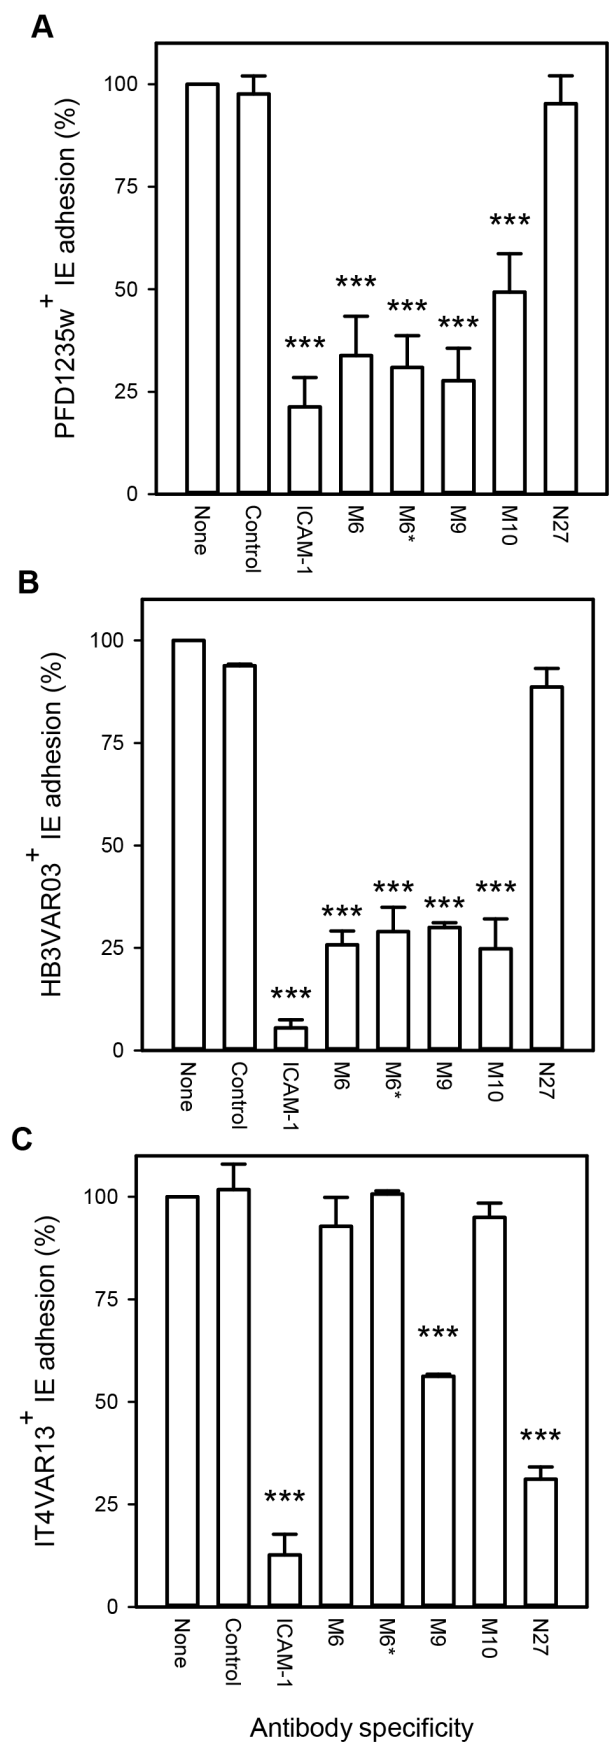 A
PFD1235w+ IE adhesion (%)
100
75
50
25
0
***
***
***
***
***
None
Control
ICAM-1
M6
M6*
M9
M10
N27
B
HB3VAR03+ IE adhesion (%)
100
75
50
25
0
***
***
***
***
***
None
Control
ICAM-1
M6
M6*
M9
M10
N27
C
IT4VAR13+ IE adhesion (%)
100
75
50
25
0
***
***
***
None
Control
ICAM-1
M6
M6*
M9
M10
N27
Antibody specificity